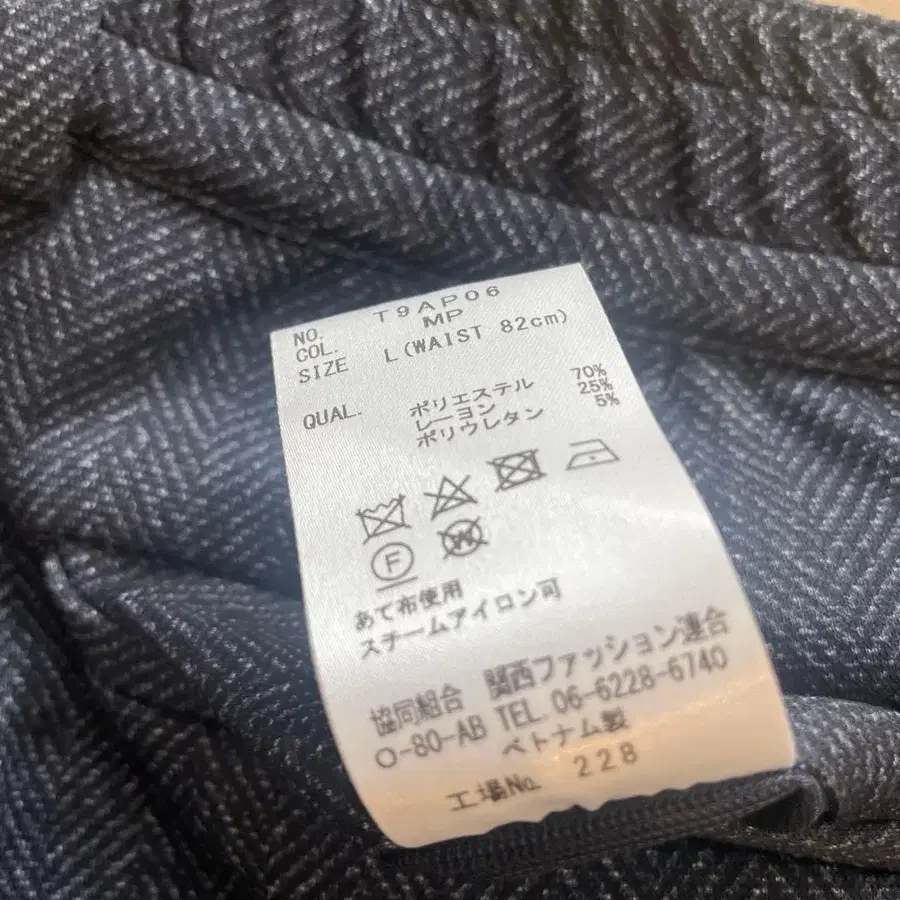 NO. T9AP06
COL. MP
SIZE L(WAIST 82cm)
QUAL. ポリエステル 70%
レーヨン 25%
ポリウレタン 5%
F W
あて布使用
スチームアイロン可
協同組合 関西ファッション連合
O-80-AB TEL.06-6228-6740
ベトナム製
工場No. 228